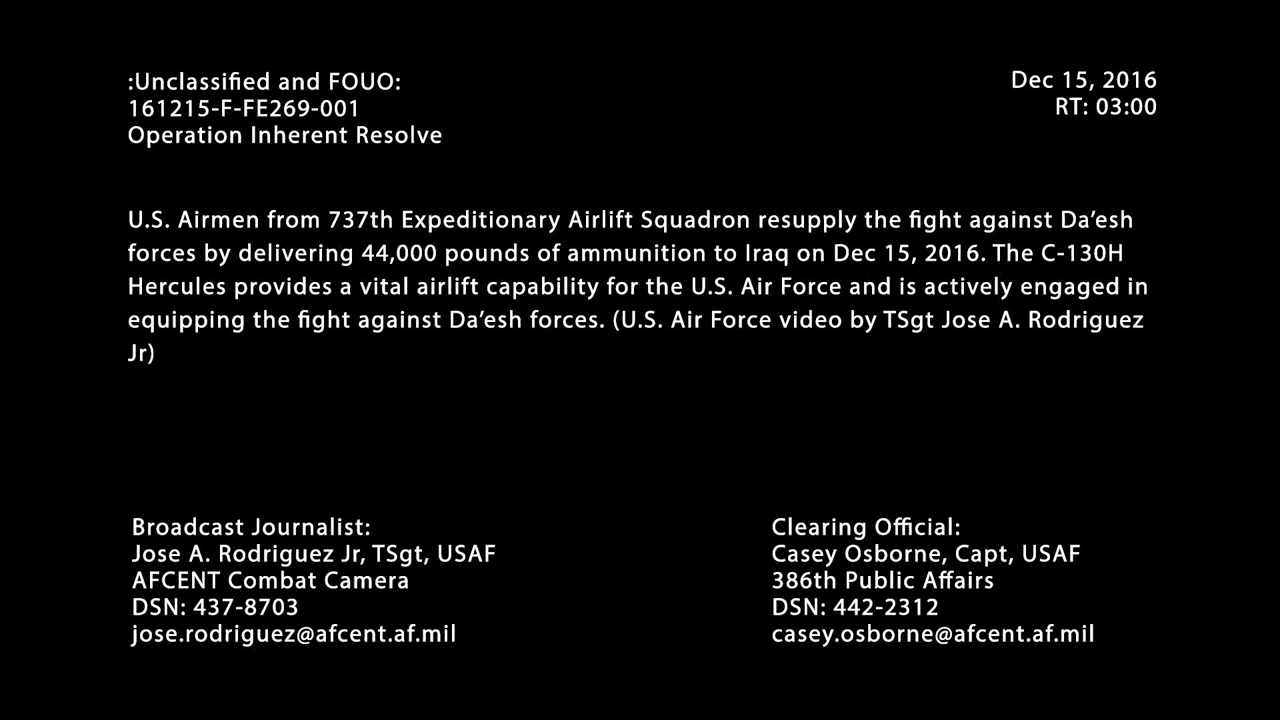 :Unclassified and FOUO:
161215-F-FE269-001
Operation Inherent Resolve
Dec 15, 2016
RT: 03:00
U.S. Airmen from 737th Expeditionary Airlift Squadron resupply the fight against Da’esh
forces by delivering 44,000 pounds of ammunition to Iraq on Dec 15, 2016. The C-130H
Hercules provides a vital airlift capability for the U.S. Air Force and is actively engaged in
equipping the fight against Da’esh forces. (U.S. Air Force video by TSgt Jose A. Rodriguez
Jr)
Broadcast Journalist:
Jose A. Rodriguez Jr, TSgt, USAF
AFCENT Combat Camera
DSN: 437-8703
jose.rodriguez@afcent.af.mil
Clearing Official:
Casey Osborne, Capt, USAF
386th Public Affairs
DSN: 442-2312
casey.osborne@afcent.af.mil